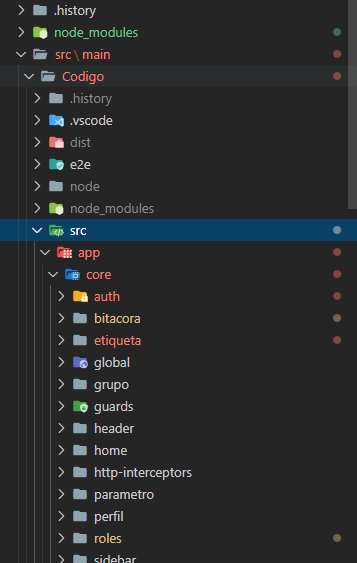 .history
node_modules
src\main
Codigo
.history
.vscode
dist
e2e
node
node_modules
src
app
core
auth
bitacora
etiqueta
global
grupo
guards
header
home
http-interceptors
parametro
perfil
roles
sidebar